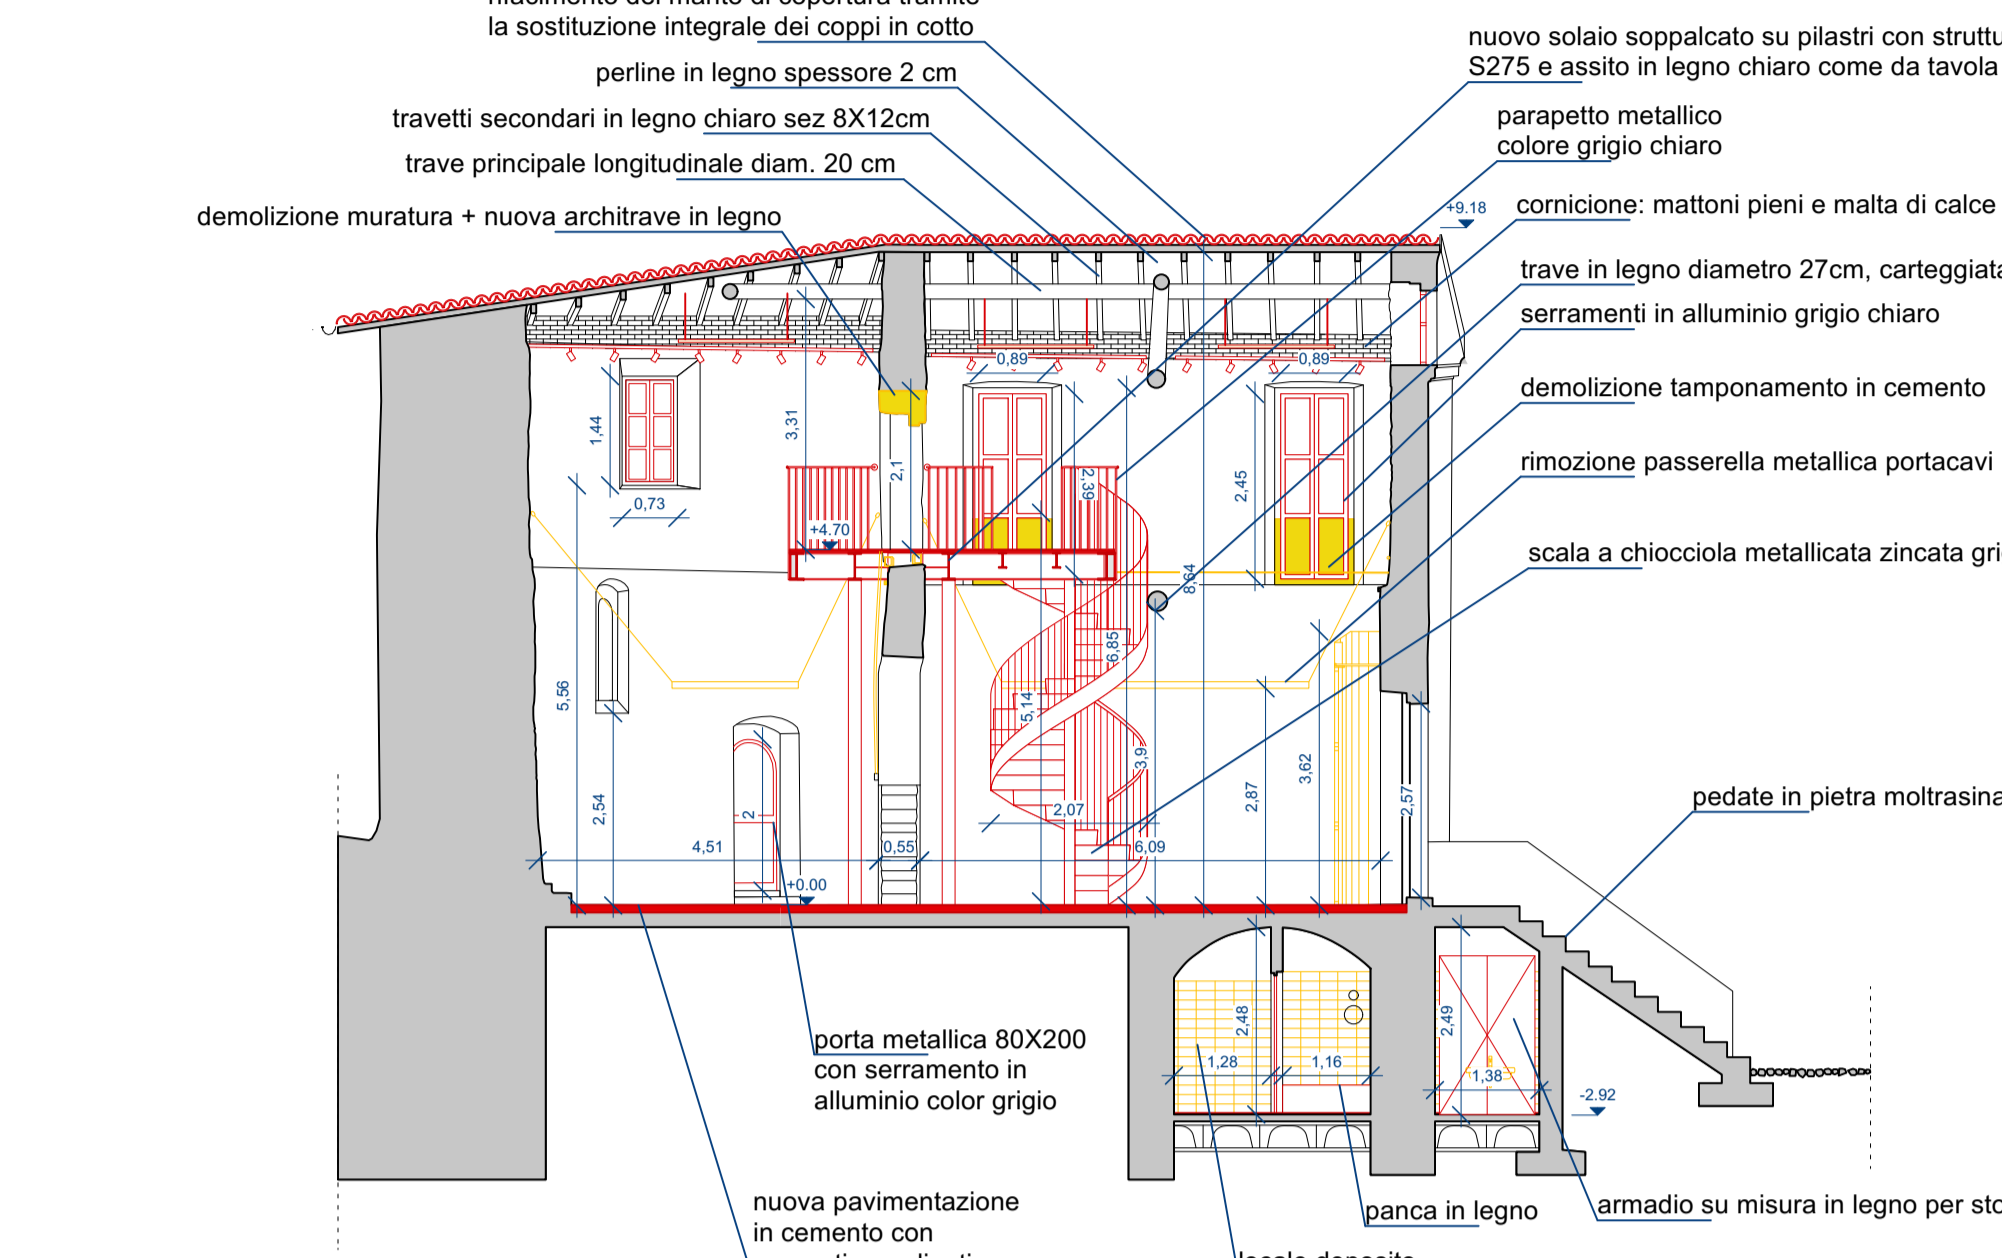 la sostituzione integrale dei coppi in cotto
perline in legno spessore 2 cm
travetti secondari in legno chiaro sez 8X12cm
trave principale longitudinale diam. 20 cm
demolizione muratura + nuova architrave in legno
nuovo solaio soppalcato su pilastri con
S275 e assito in legno chiaro come da tavola
parapetto metallico
colore grigio chiaro
+9.18
cornicione: mattoni pieni e malta di calce
trave in legno diametro 27cm,
serramenti in alluminio grigio chiaro
demolizione tamponamento in cemento
rimozione passerella metallica portacavi
scala a chiocciola metallicata zincata
pedate in pietra
0,89
0,89
1,44
3,31
2,1
2,39
2,45
0,73
+4.70
8,64
6,85
5,56
5,14
3,9
3,62
2,87
2,57
2,54
2
2,07
4,51
0,55
6,09
+0.00
2,48
2,49
1,28
1,16
1,38
-2.92
porta metallica 80X200
con serramento in
alluminio color grigio
nuova pavimentazione
in cemento con
panca in legno
armadio su misura in legno per
locale deposito